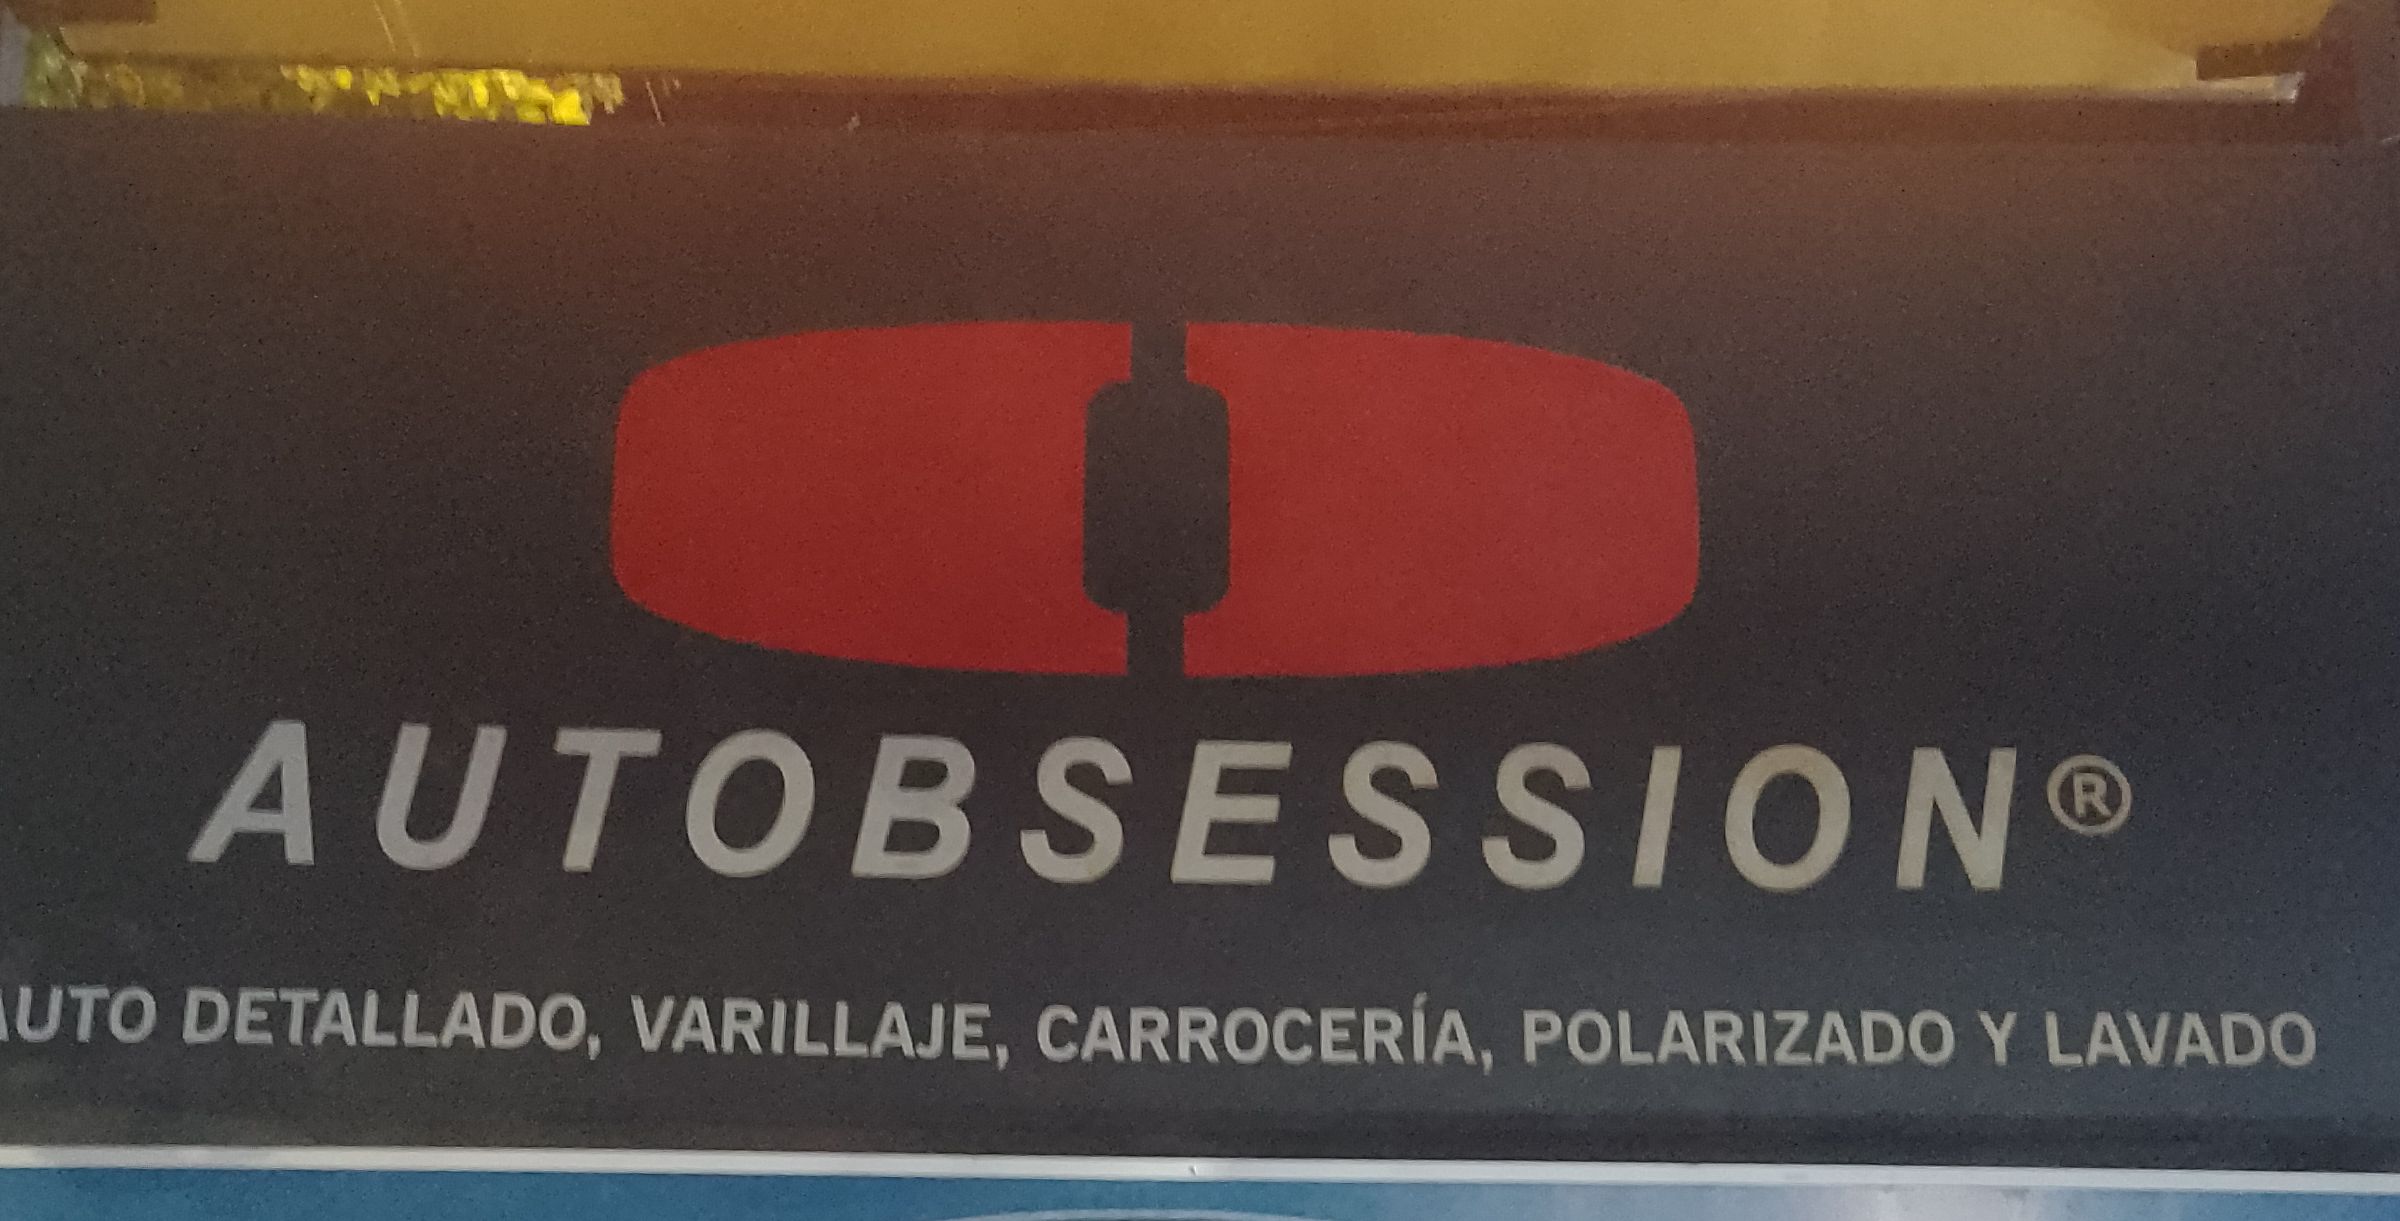 AUTOBSESSION®
AUTO DETALLADO, VARILLAJE, CARROCERÍA, POLARIZADO Y LAVADO